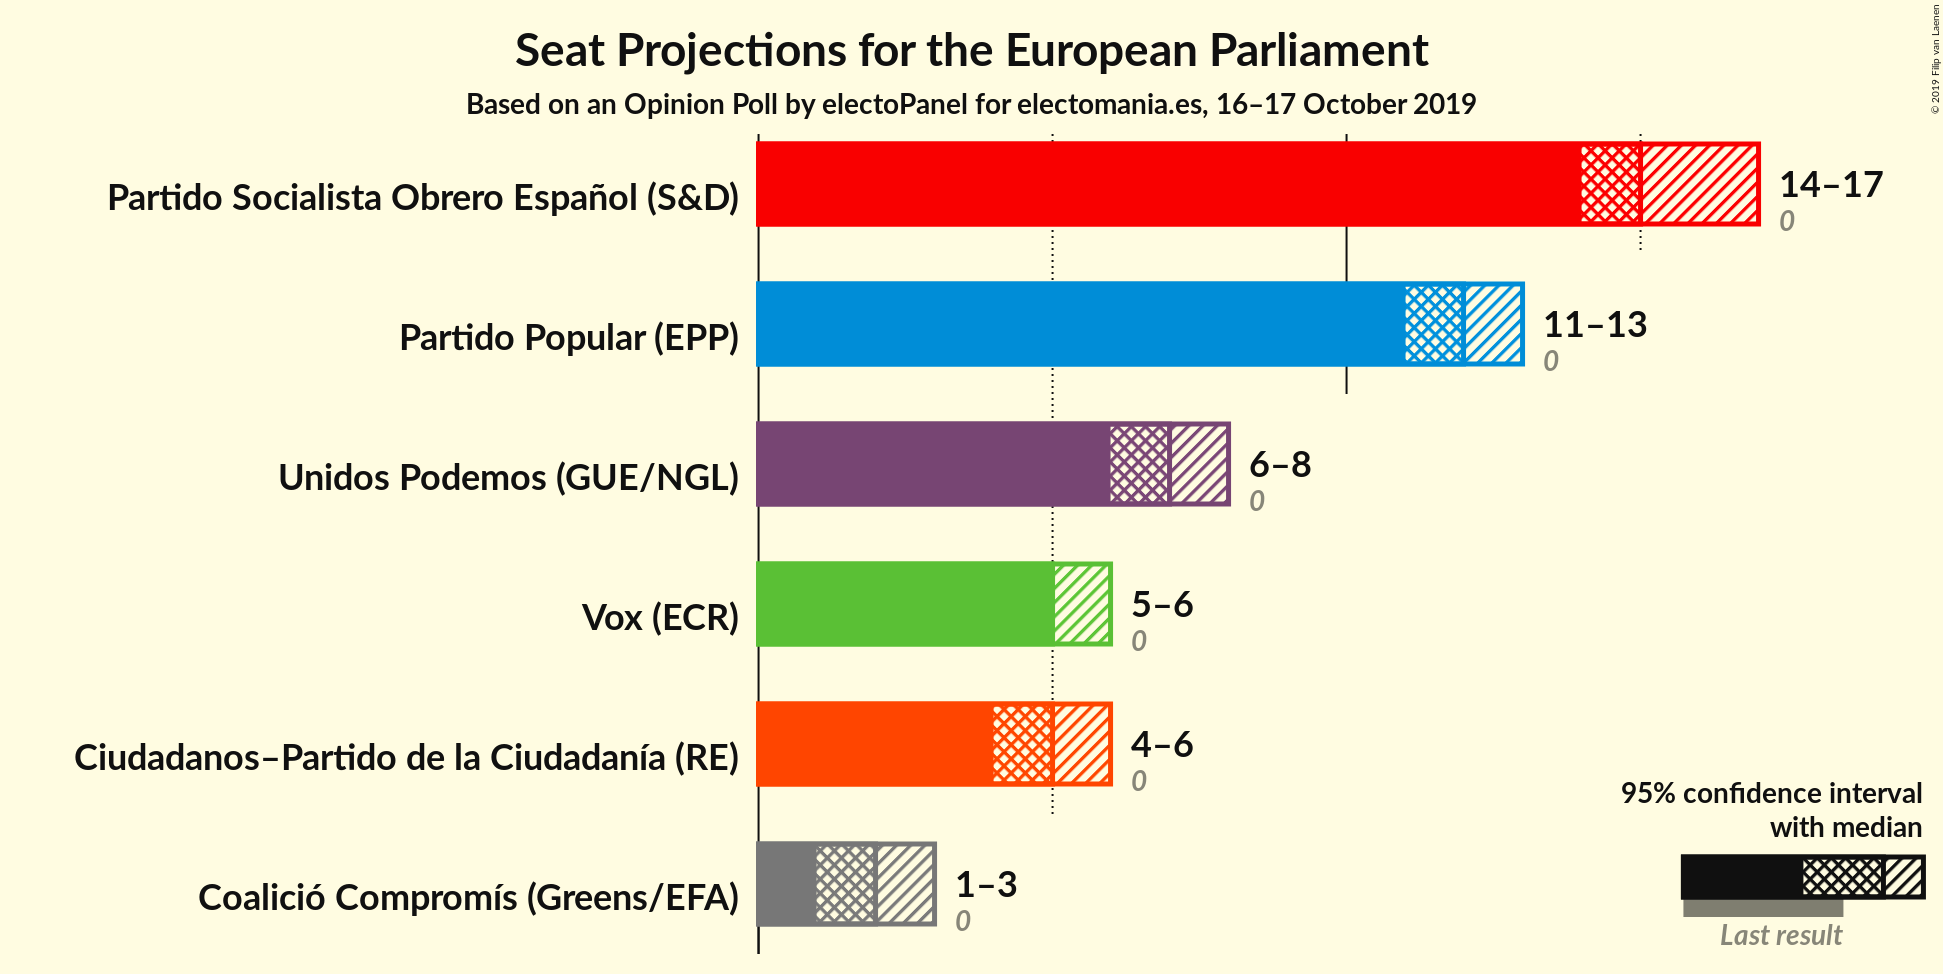 Seat Projections for the European Parliament
Based on an Opinion Poll by electoPanel for electomania.es, 16–17 October 2019
© 2019 Filip van Laenen
Partido Socialista Obrero Español (S&D)
14–17
0
Partido Popular (EPP)
11–13
0
Unidos Podemos (GUE/NGL)
6–8
0
Vox (ECR)
5–6
0
Ciudadanos–Partido de la Ciudadanía (RE)
4–6
0
Coalició Compromís (Greens/EFA)
1–3
0
95% confidence interval
with median
Last result